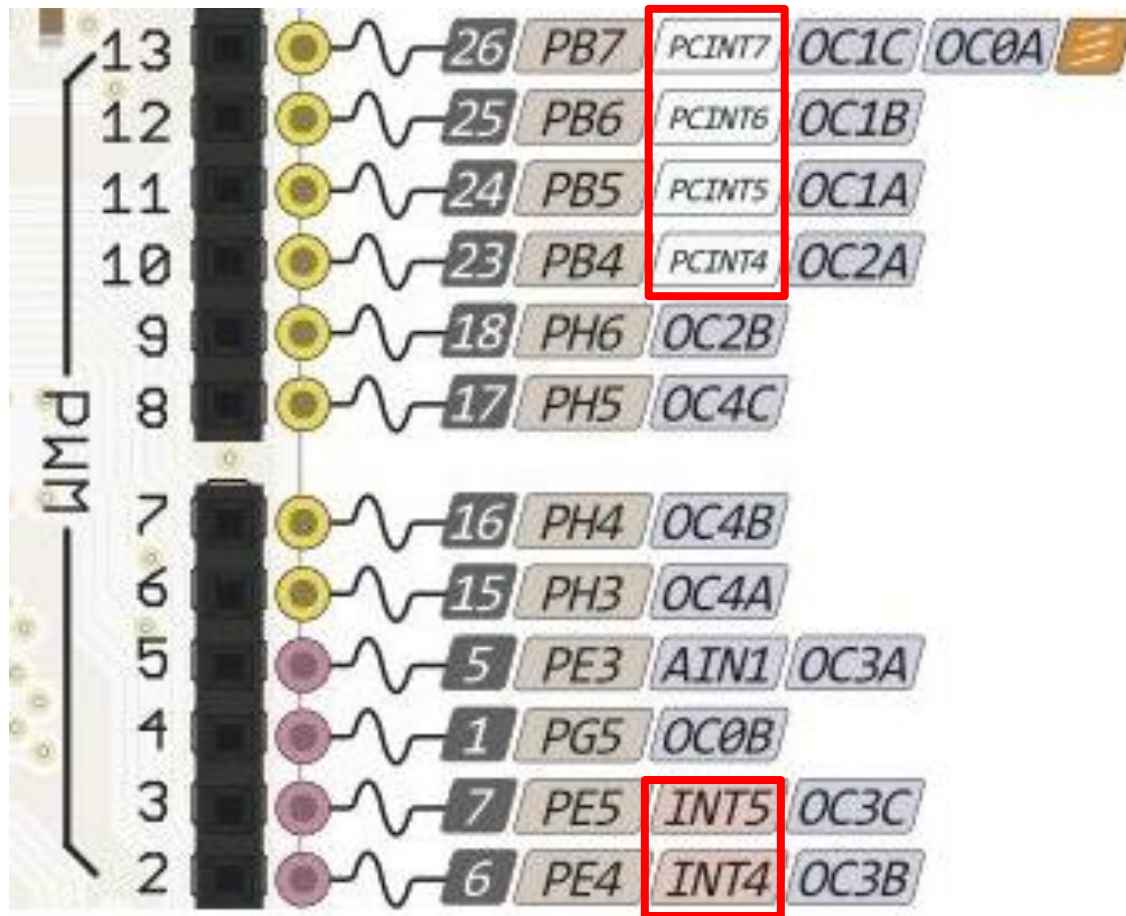 13 26 PB7 PCINT7 OC1C OC0A
12 25 PB6 PCINT6 OC1B
11 24 PB5 PCINT5 OC1A
10 23 PB4 PCINT4 OC2A
9 18 PH6 OC2B
8 17 PH5 OC4C
PWM
7 16 PH4 OC4B
6 15 PH3 OC4A
5 5 PE3 AIN1 OC3A
4 1 PG5 OC0B
3 7 PE5 INT5 OC3C
2 6 PE4 INT4 OC3B